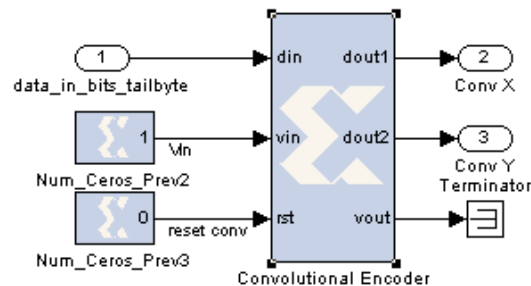 1
data_in_bits_tailbyte
1
VIn
Num_Ceros_Prev2
0
reset conv
Num_Ceros_Prev3
din
dout1
vin
dout2
rst
vout
Convolutional Encoder
2
Conv X
3
Conv Y
Terminator